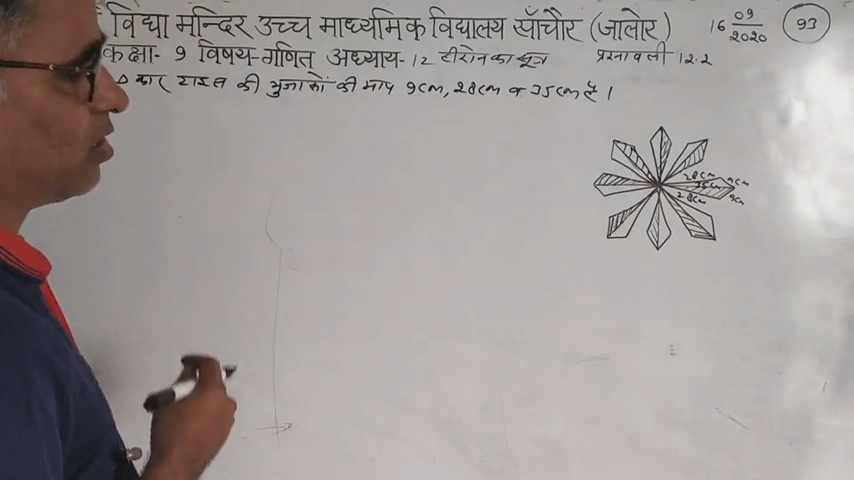 विद्या मन्दिर उच्च माध्यमिक विद्यालय साँचौर (जालोर) 16 09/2020 93
कक्षा- 9 विषय-गणित अध्याय-12 हीरोन का सूत्र प्रश्नावली 12.2
△ कार टाइल की भुजाओं की माप 9cm, 28cm व 35cm है।
28cm 9cm
35cm
28cm 9cm